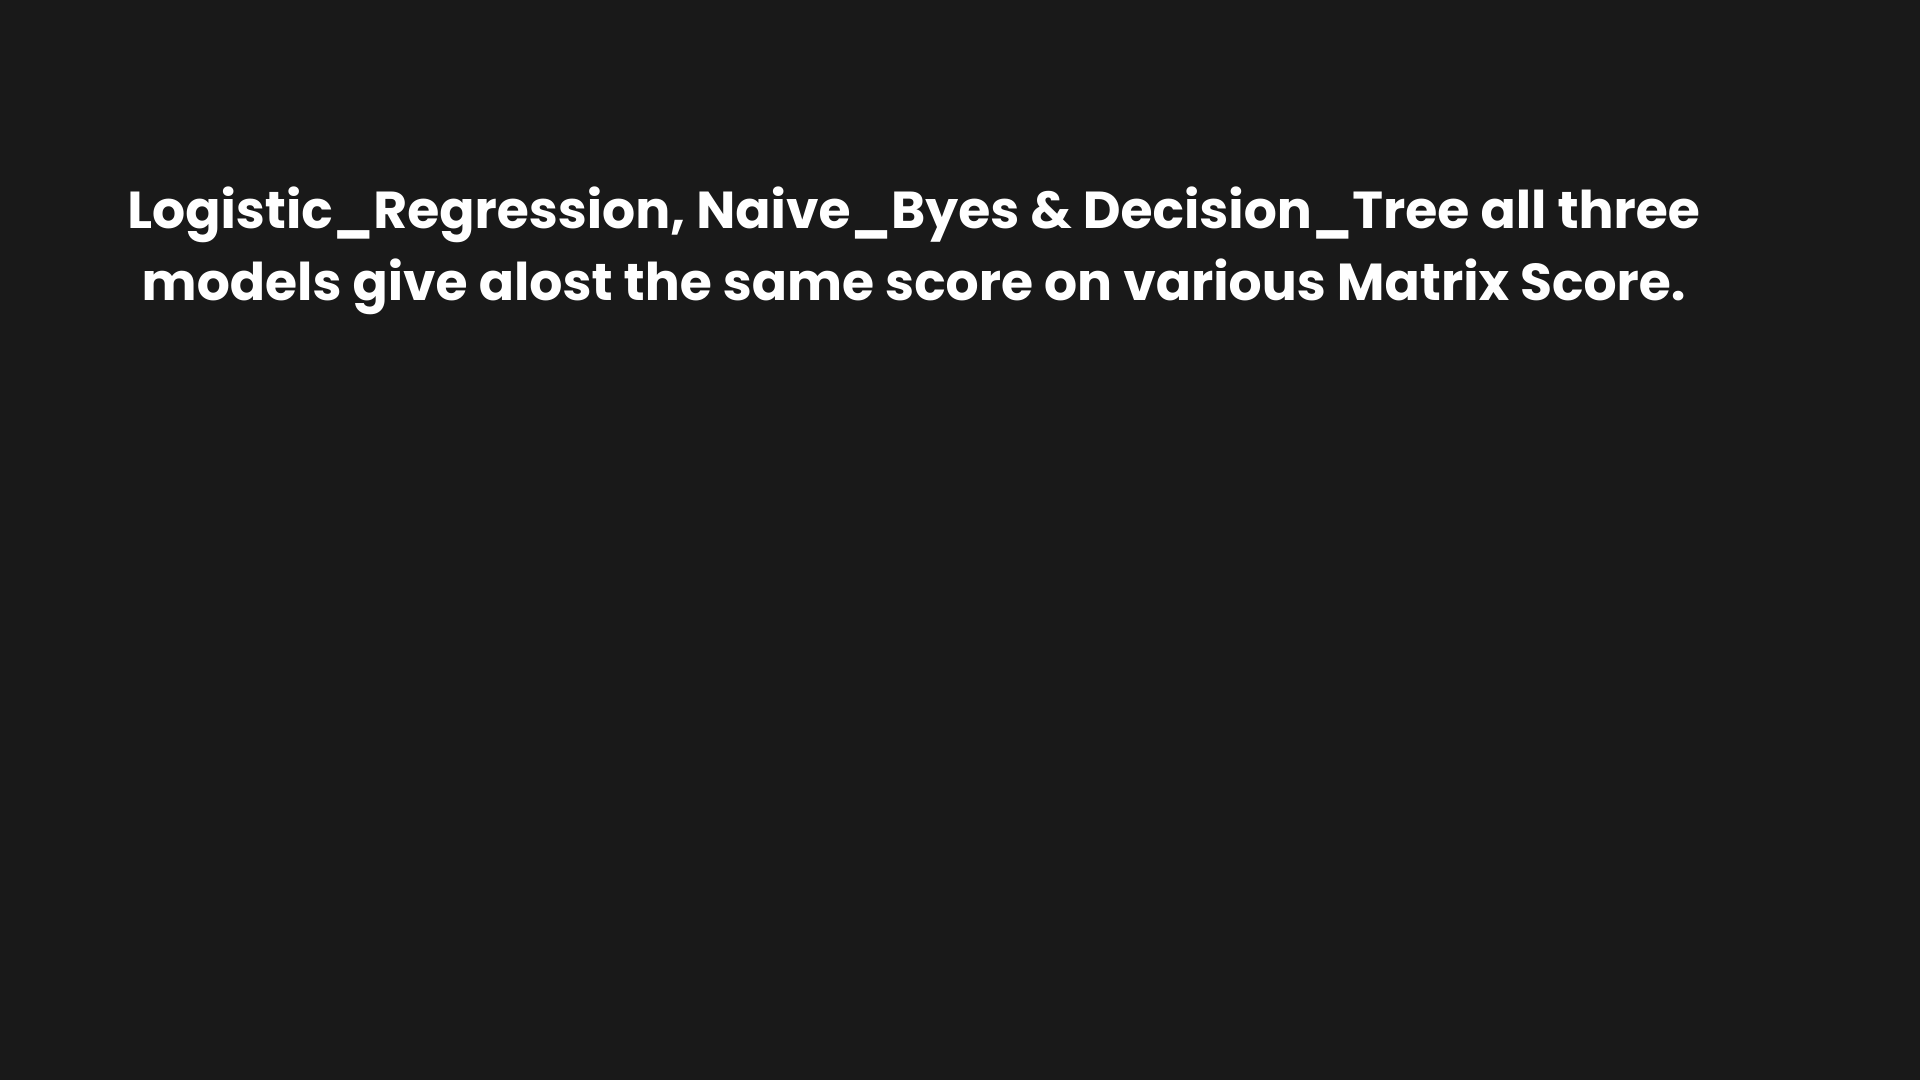 Logistic_Regression, Naive_Byes & Decision_Tree all three
models give alost the same score on various Matrix Score.